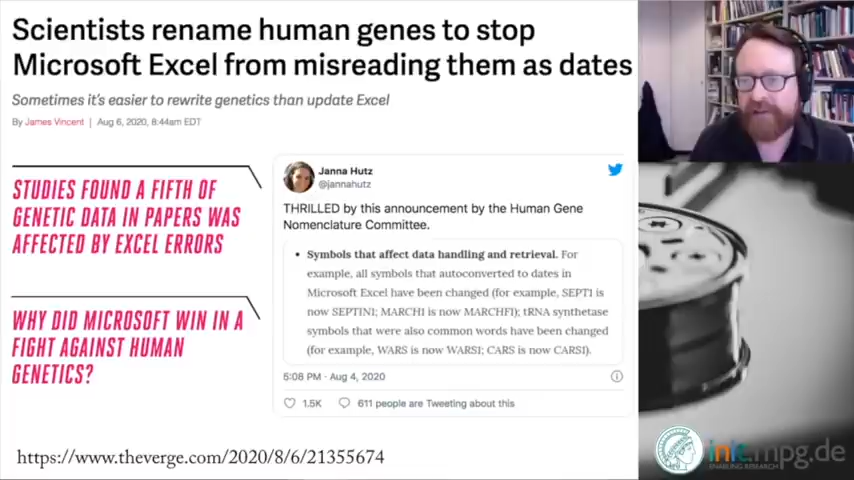 Scientists rename human genes to stop
Microsoft Excel from misreading them as dates
Sometimes it's easier to rewrite genetics than update Excel
By James Vincent | Aug 6, 2020, 8:44am EDT
STUDIES FOUND A FIFTH OF
GENETIC DATA IN PAPERS WAS
AFFECTED BY EXCEL ERRORS
WHY DID MICROSOFT WIN IN A
FIGHT AGAINST HUMAN
GENETICS?
Janna Hutz
@jannahutz
THRILLED by this announcement by the Human Gene
Nomenclature Committee.
• Symbols that affect data handling and retrieval. For
example, all symbols that autoconverted to dates in
Microsoft Excel have been changed (for example, SEPT1 is
now SEPTIN1; MARCH1 is now MARCHF1); tRNA synthetase
symbols that were also common words have been changed
(for example, WARS is now WARS1; CARS is now CARS1).
5:08 PM · Aug 4, 2020
1.5K 611 people are Tweeting about this
https://www.theverge.com/2020/8/6/21355674
init.mpg.de
ENABLING RESEARCH